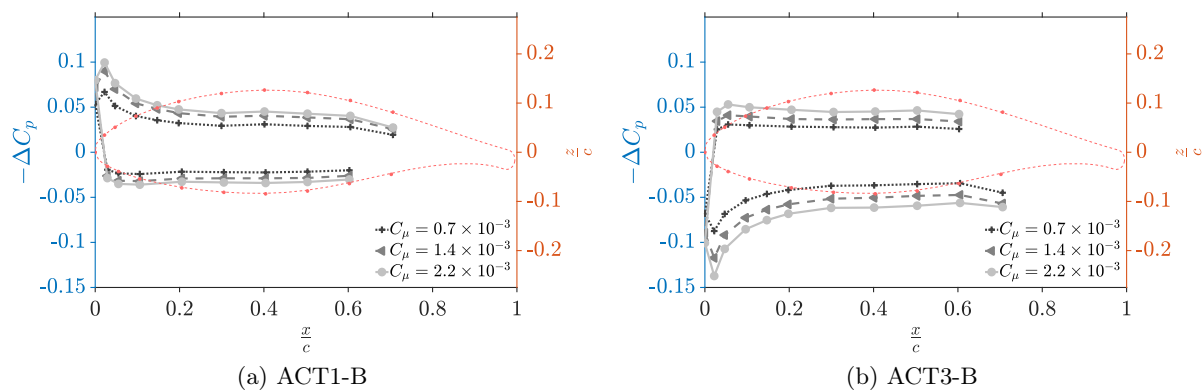 0.1
0.05
0
-0.05
-0.1
-0.15
−ΔC_p
0 0.2 0.4 0.6 0.8 1
x/c
0.2
0.1
0
-0.1
-0.2
z/c
C_μ = 0.7 × 10^{−3}
C_μ = 1.4 × 10^{−3}
C_μ = 2.2 × 10^{−3}
(a) ACT1-B
0.1
0.05
0
-0.05
-0.1
-0.15
−ΔC_p
0 0.2 0.4 0.6 0.8 1
x/c
0.2
0.1
0
-0.1
-0.2
z/c
C_μ = 0.7 × 10^{−3}
C_μ = 1.4 × 10^{−3}
C_μ = 2.2 × 10^{−3}
(b) ACT3-B